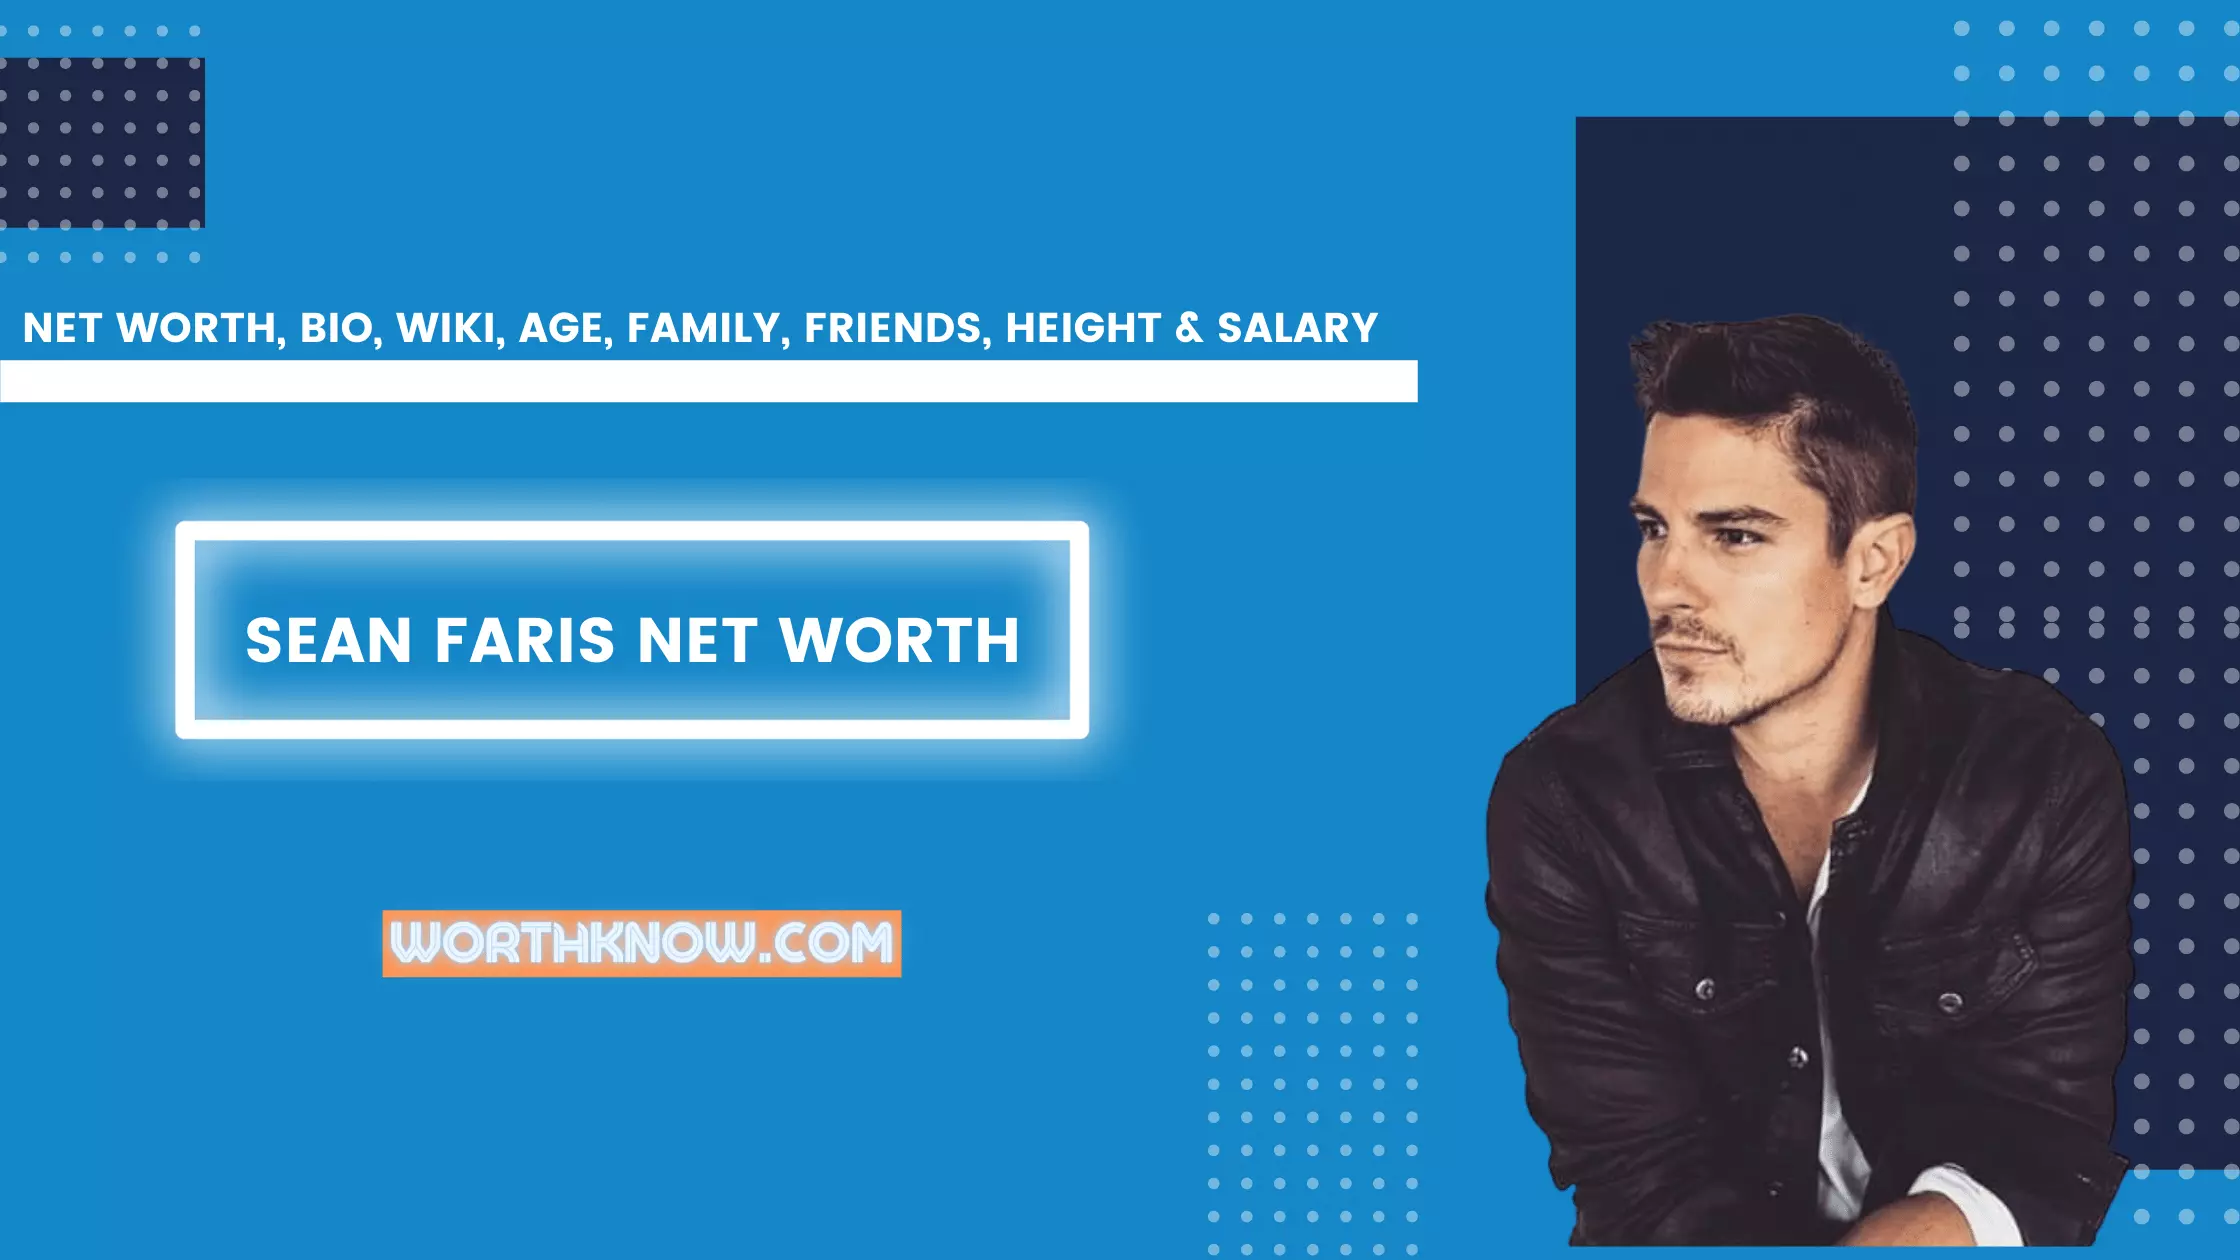 NET WORTH, BIO, WIKI, AGE, FAMILY, FRIENDS, HEIGHT & SALARY
SEAN FARIS NET WORTH
WORTHKNOW.COM